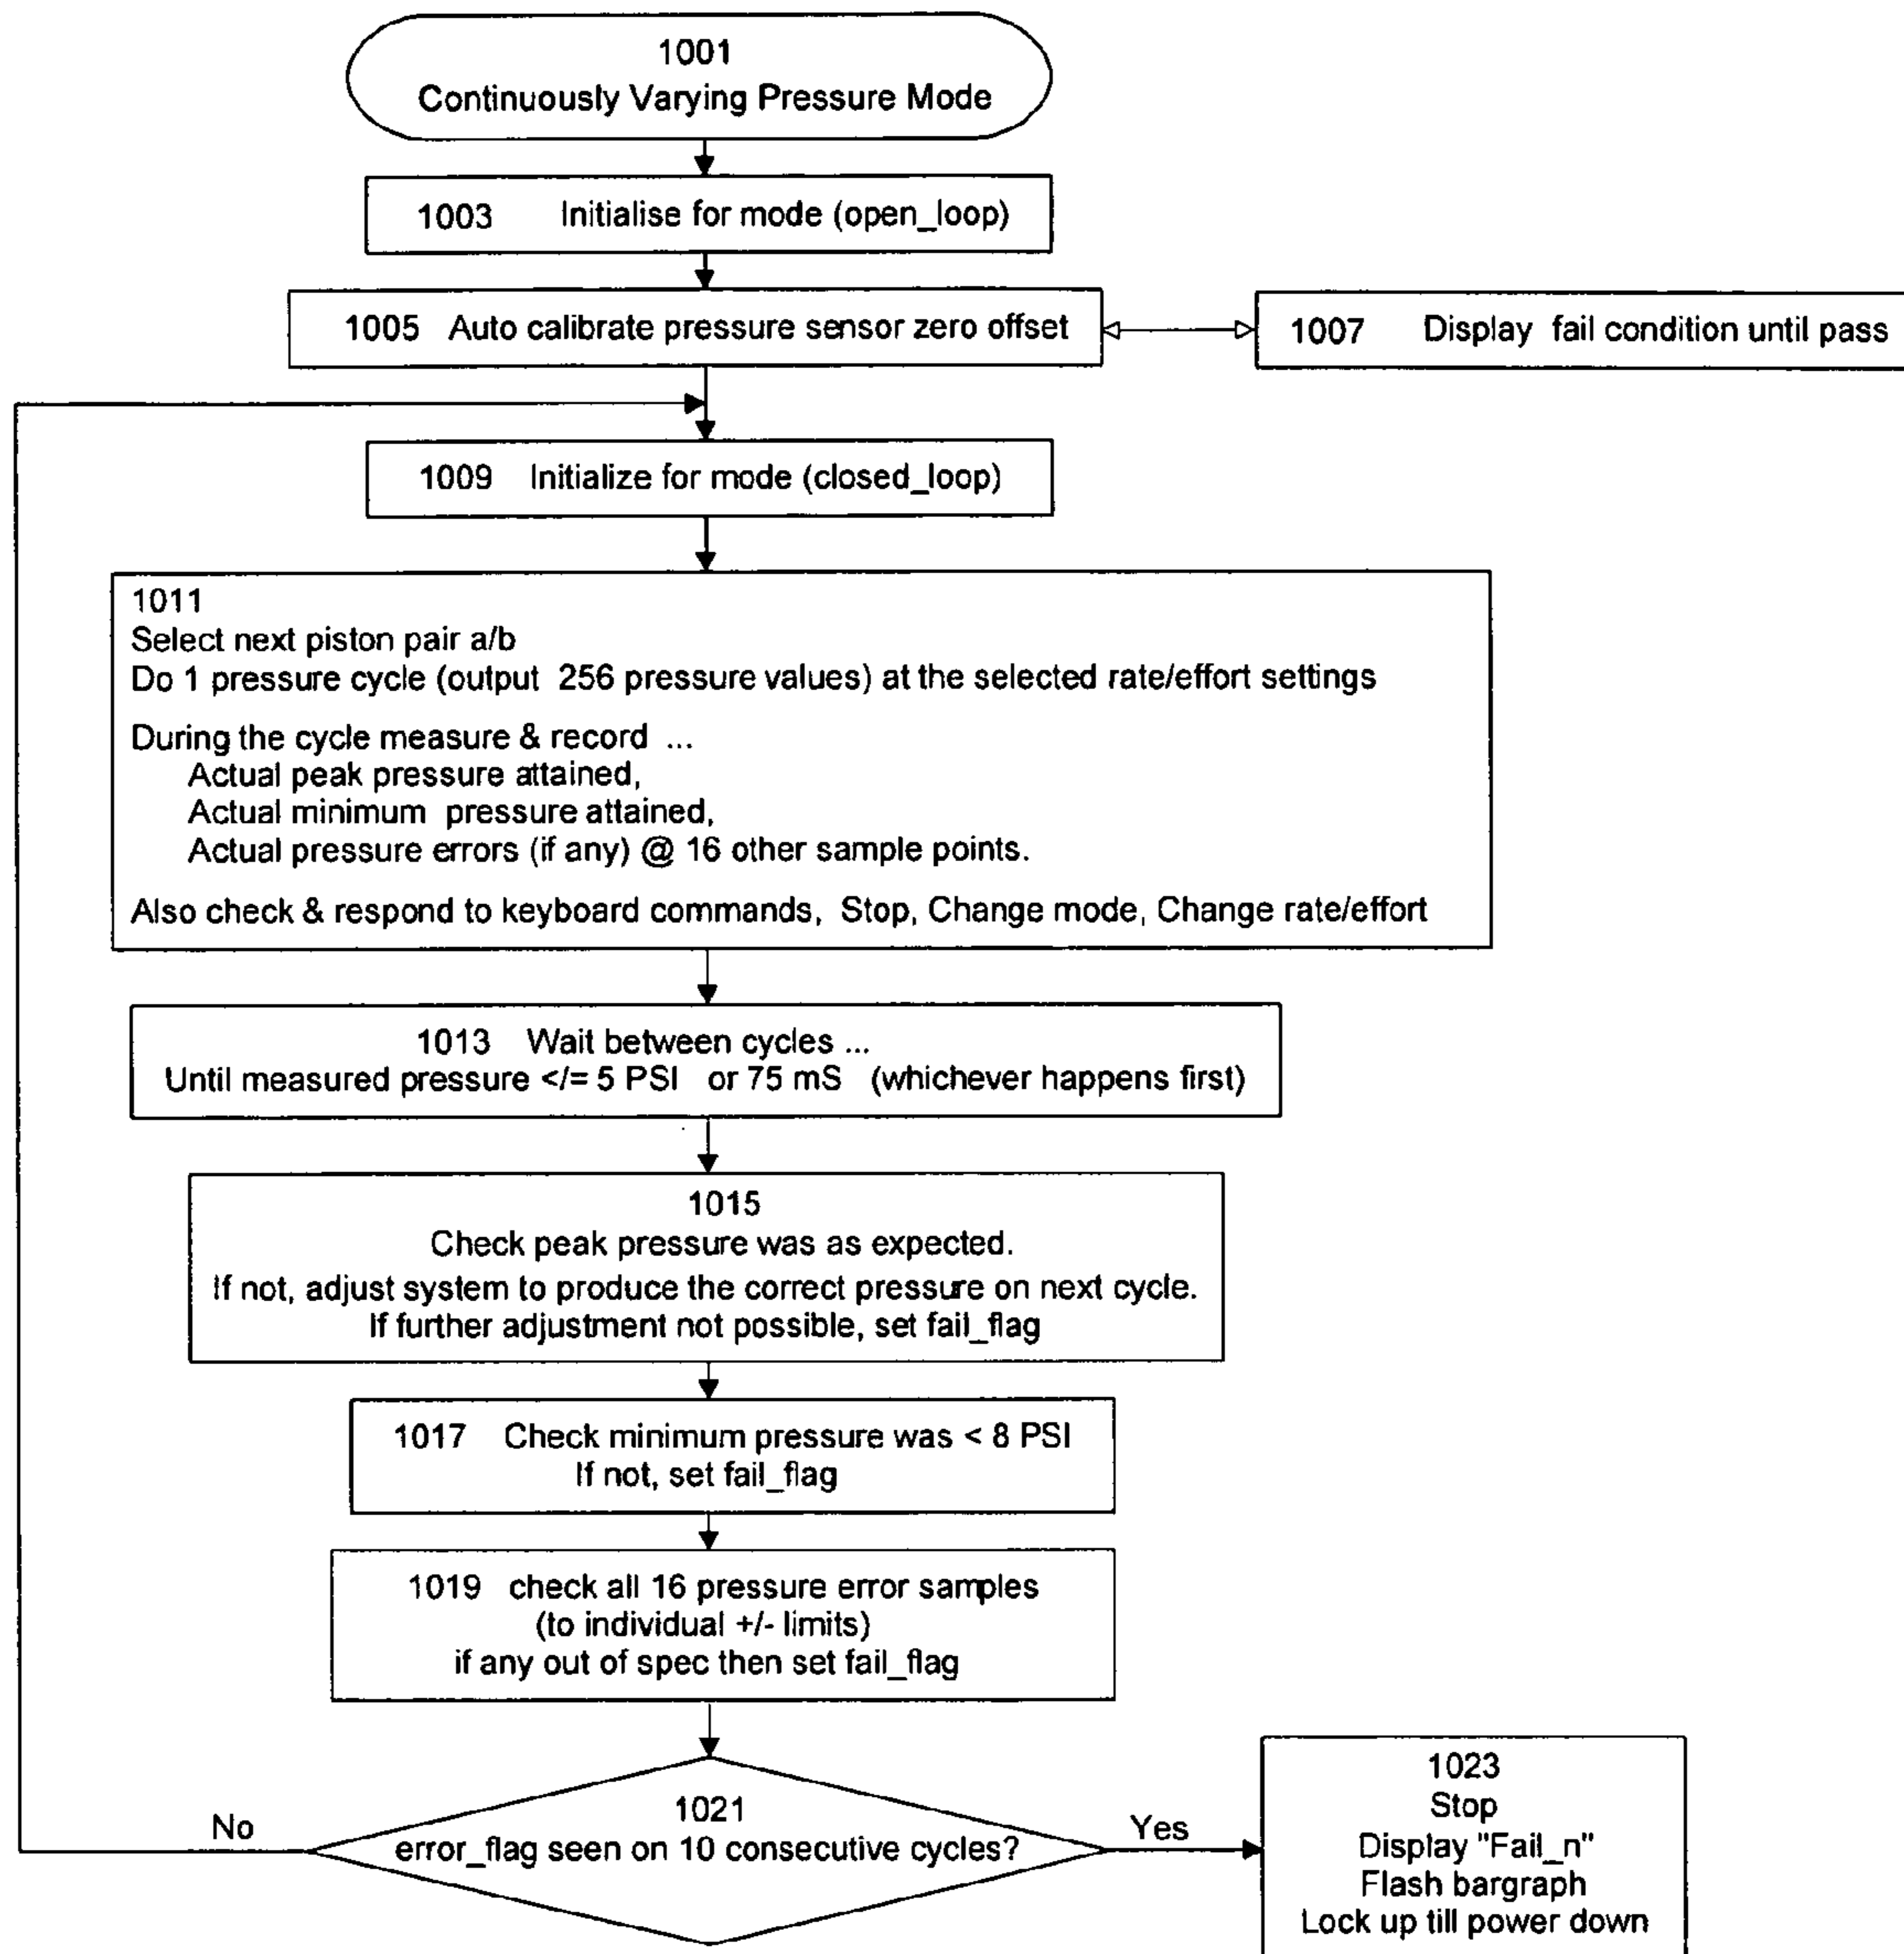 1001
Continuously Varying Pressure Mode
1003 Initialise for mode (open_loop)
1005 Auto calibrate pressure sensor zero offset
1007 Display fail condition until pass
1009 Initialize for mode (closed_loop)
1011
Select next piston pair a/b
Do 1 pressure cycle (output 256 pressure values) at the selected rate/effort settings
During the cycle measure & record ...
Actual peak pressure attained,
Actual minimum pressure attained,
Actual pressure errors (if any) @ 16 other sample points.
Also check & respond to keyboard commands, Stop, Change mode, Change rate/effort
1013 Wait between cycles ...
Until measured pressure </= 5 PSI or 75 mS (whichever happens first)
1015
Check peak pressure was as expected.
If not, adjust system to produce the correct pressure on next cycle.
If further adjustment not possible, set fail_flag
1017 Check minimum pressure was < 8 PSI
If not, set fail_flag
1019 check all 16 pressure error samples
(to individual +/- limits)
if any out of spec then set fail_flag
1021
error_flag seen on 10 consecutive cycles?
No
Yes
1023
Stop
Display "Fail_n"
Flash bargraph
Lock up till power down